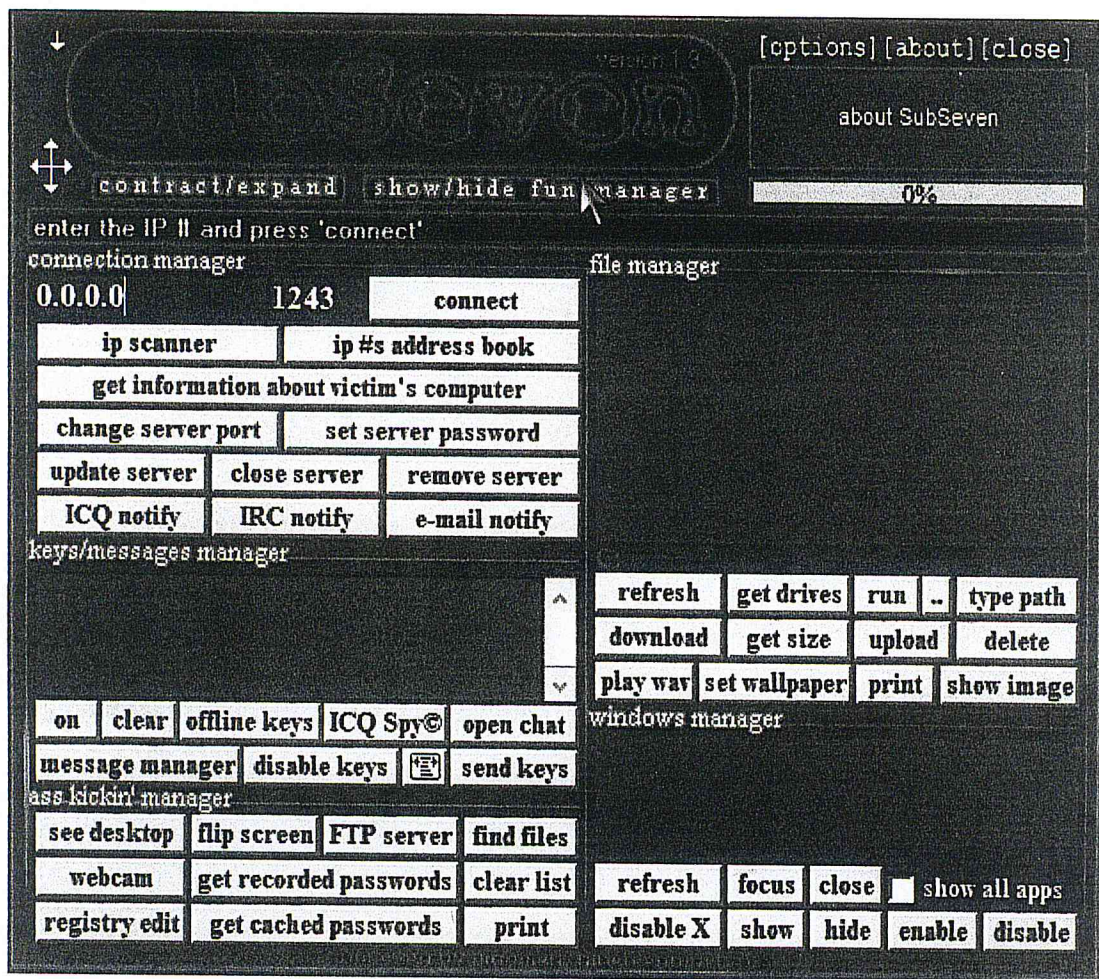 version 1.9
SubSeven
[options][about][close]
about SubSeven
contract/expand show/hide fun manager
0%
enter the IP # and press 'connect'
connection manager
0.0.0.0 1243 connect
ip scanner ip #s address book
get information about victim's computer
change server port set server password
update server close server remove server
ICQ notify IRC notify e-mail notify
keys/messages manager
on clear offline keys ICQ Spy© open chat
message manager disable keys send keys
ass kickin' manager
see desktop flip screen FTP server find files
webcam get recorded passwords clear list
registry edit get cached passwords print
file manager
refresh get drives run .. type path
download get size upload delete
play wav set wallpaper print show image
windows manager
refresh focus close show all apps
disable X show hide enable disable